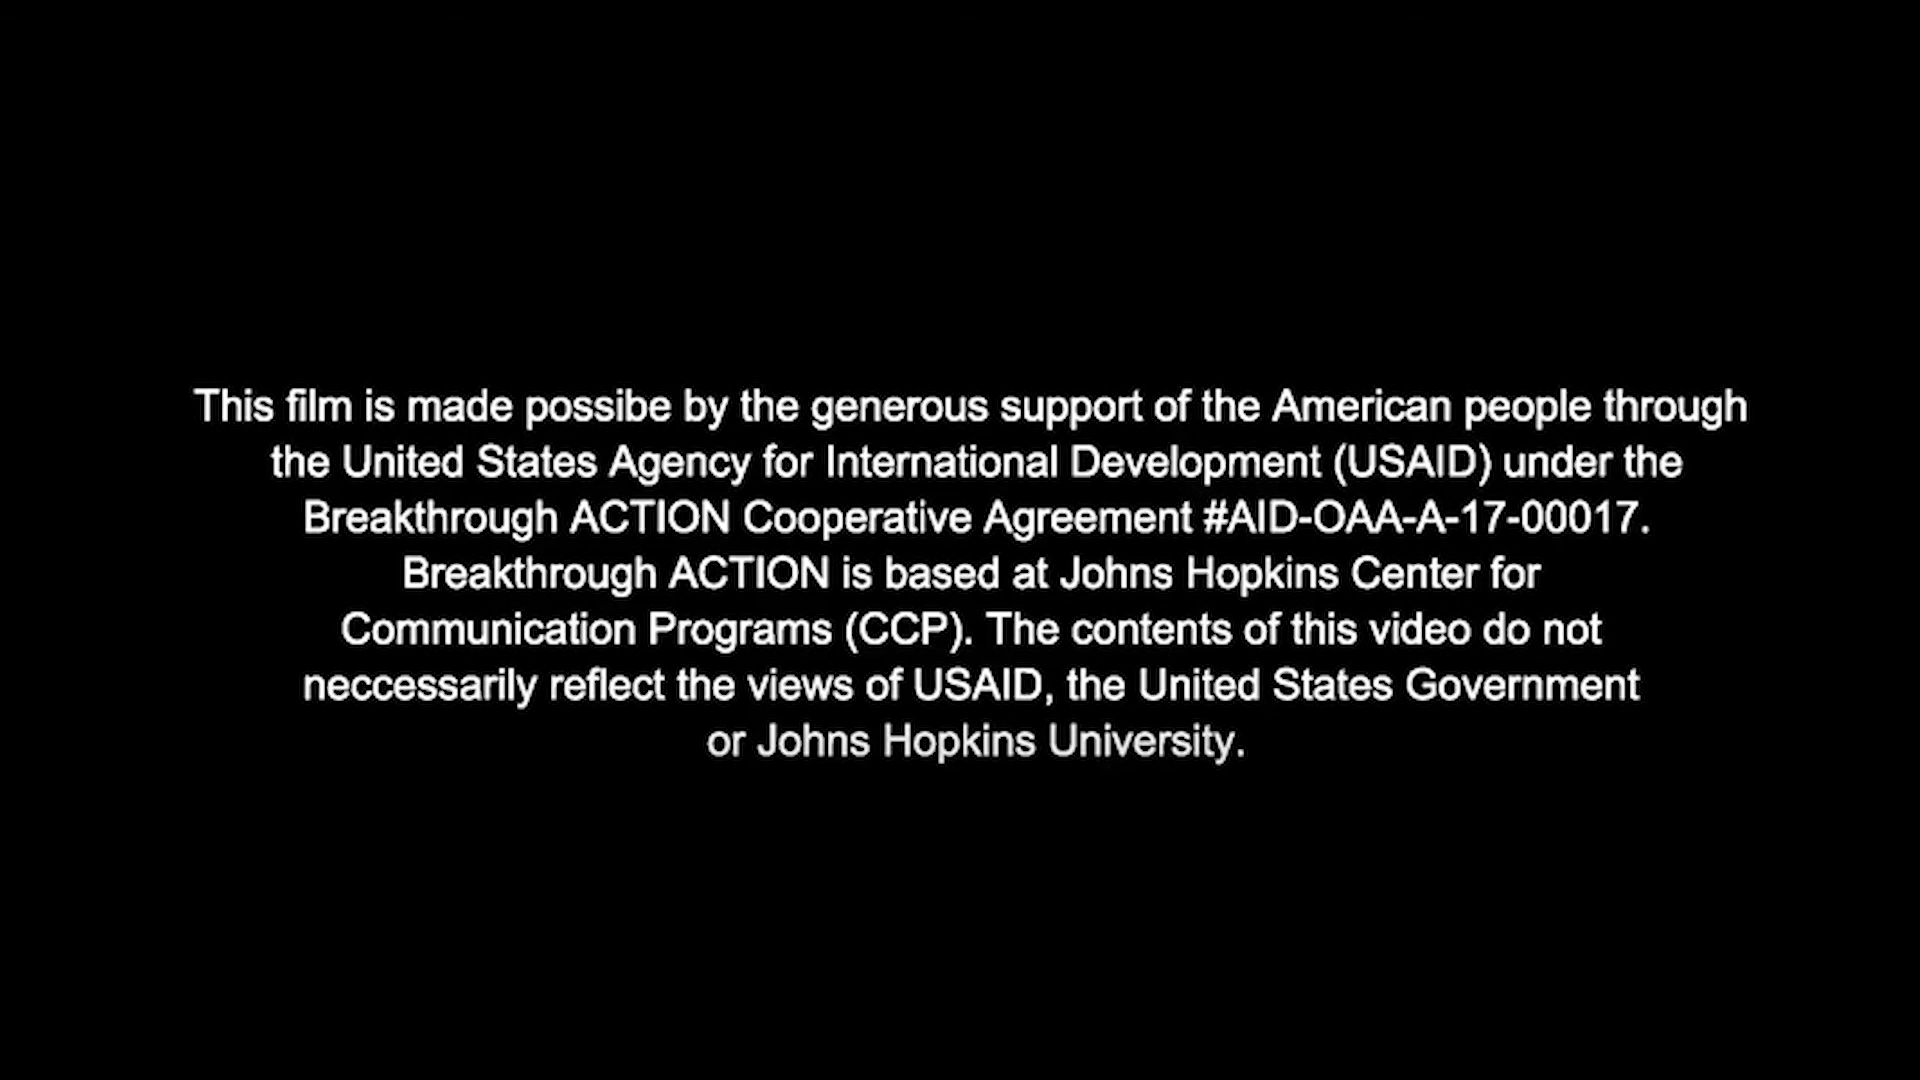 This film is made possibe by the generous support of the American people through
the United States Agency for International Development (USAID) under the
Breakthrough ACTION Cooperative Agreement #AID-OAA-A-17-00017.
Breakthrough ACTION is based at Johns Hopkins Center for
Communication Programs (CCP). The contents of this video do not
neccessarily reflect the views of USAID, the United States Government
or Johns Hopkins University.